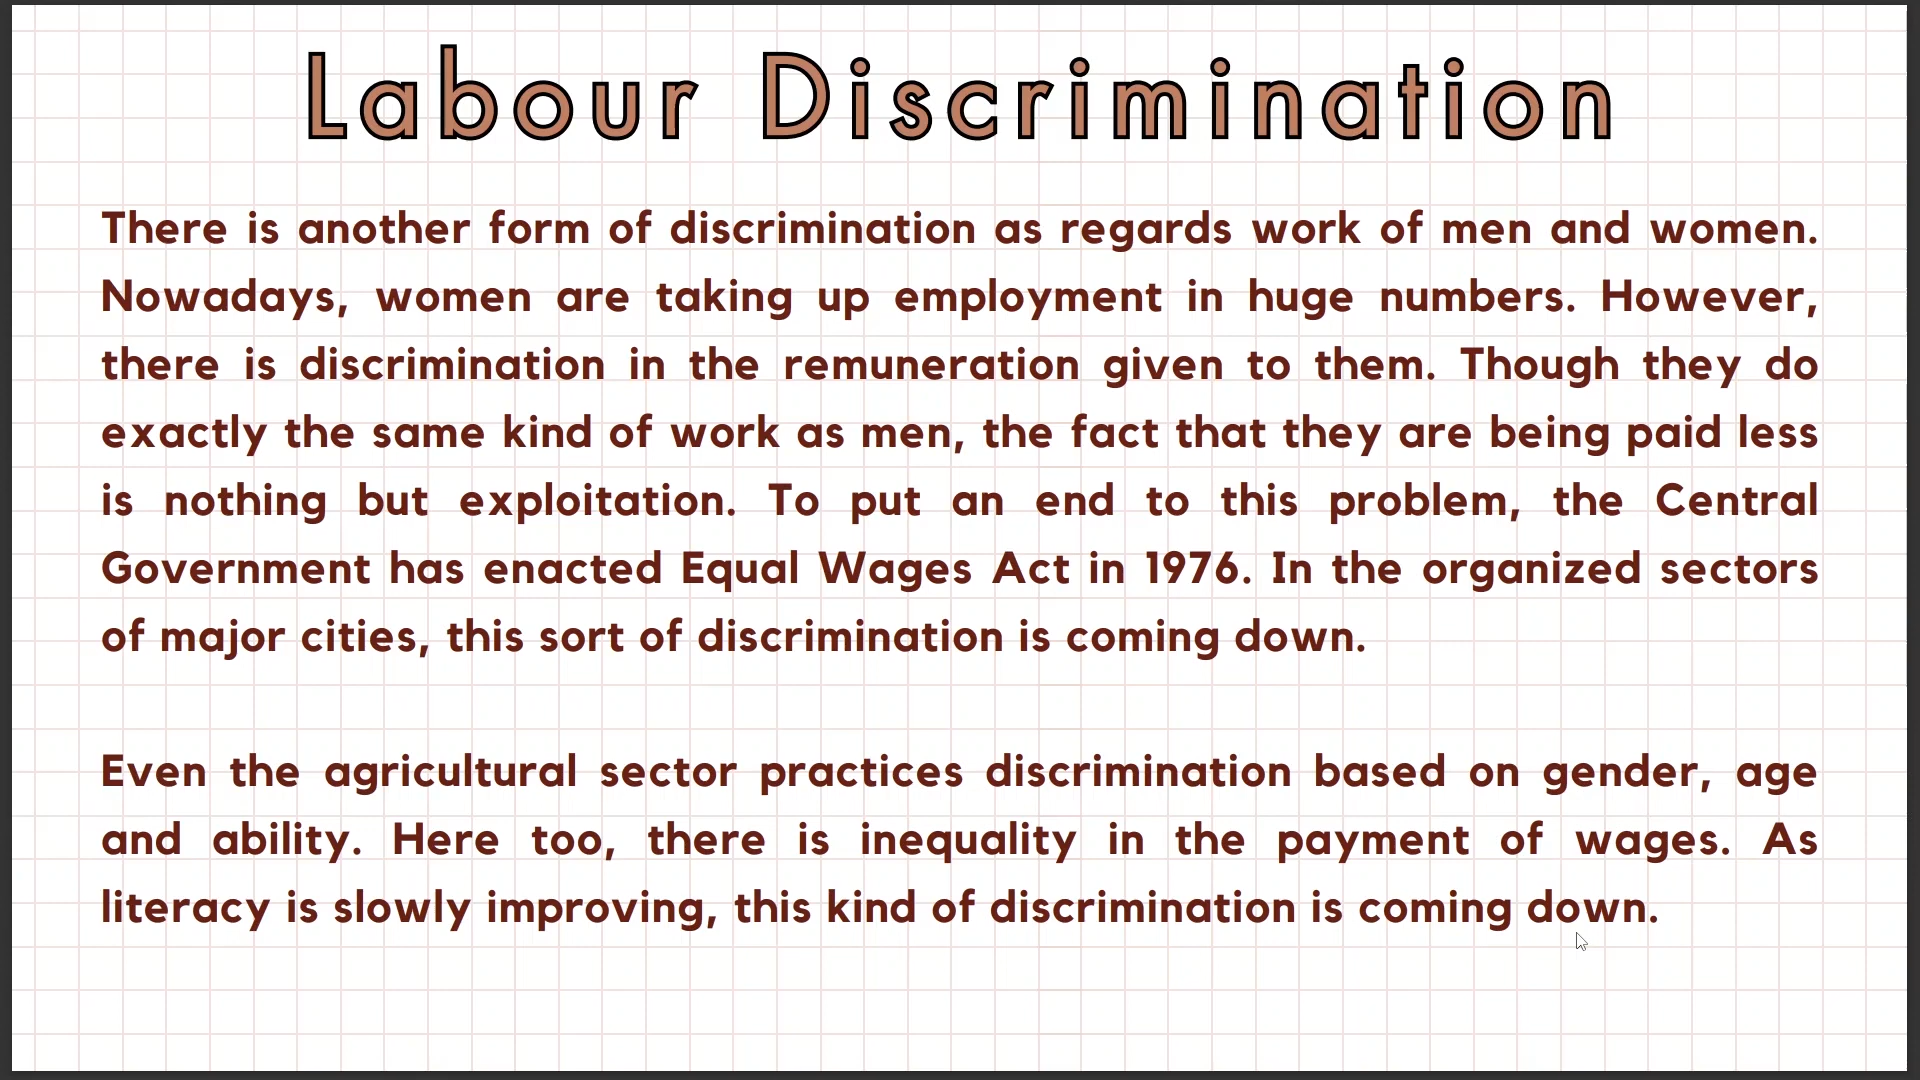 Labour Discrimination
There is another form of discrimination as regards work of men and women.
Nowadays, women are taking up employment in huge numbers. However,
there is discrimination in the remuneration given to them. Though they do
exactly the same kind of work as men, the fact that they are being paid less
is nothing but exploitation. To put an end to this problem, the Central
Government has enacted Equal Wages Act in 1976. In the organized sectors
of major cities, this sort of discrimination is coming down.
Even the agricultural sector practices discrimination based on gender, age
and ability. Here too, there is inequality in the payment of wages. As
literacy is slowly improving, this kind of discrimination is coming down.